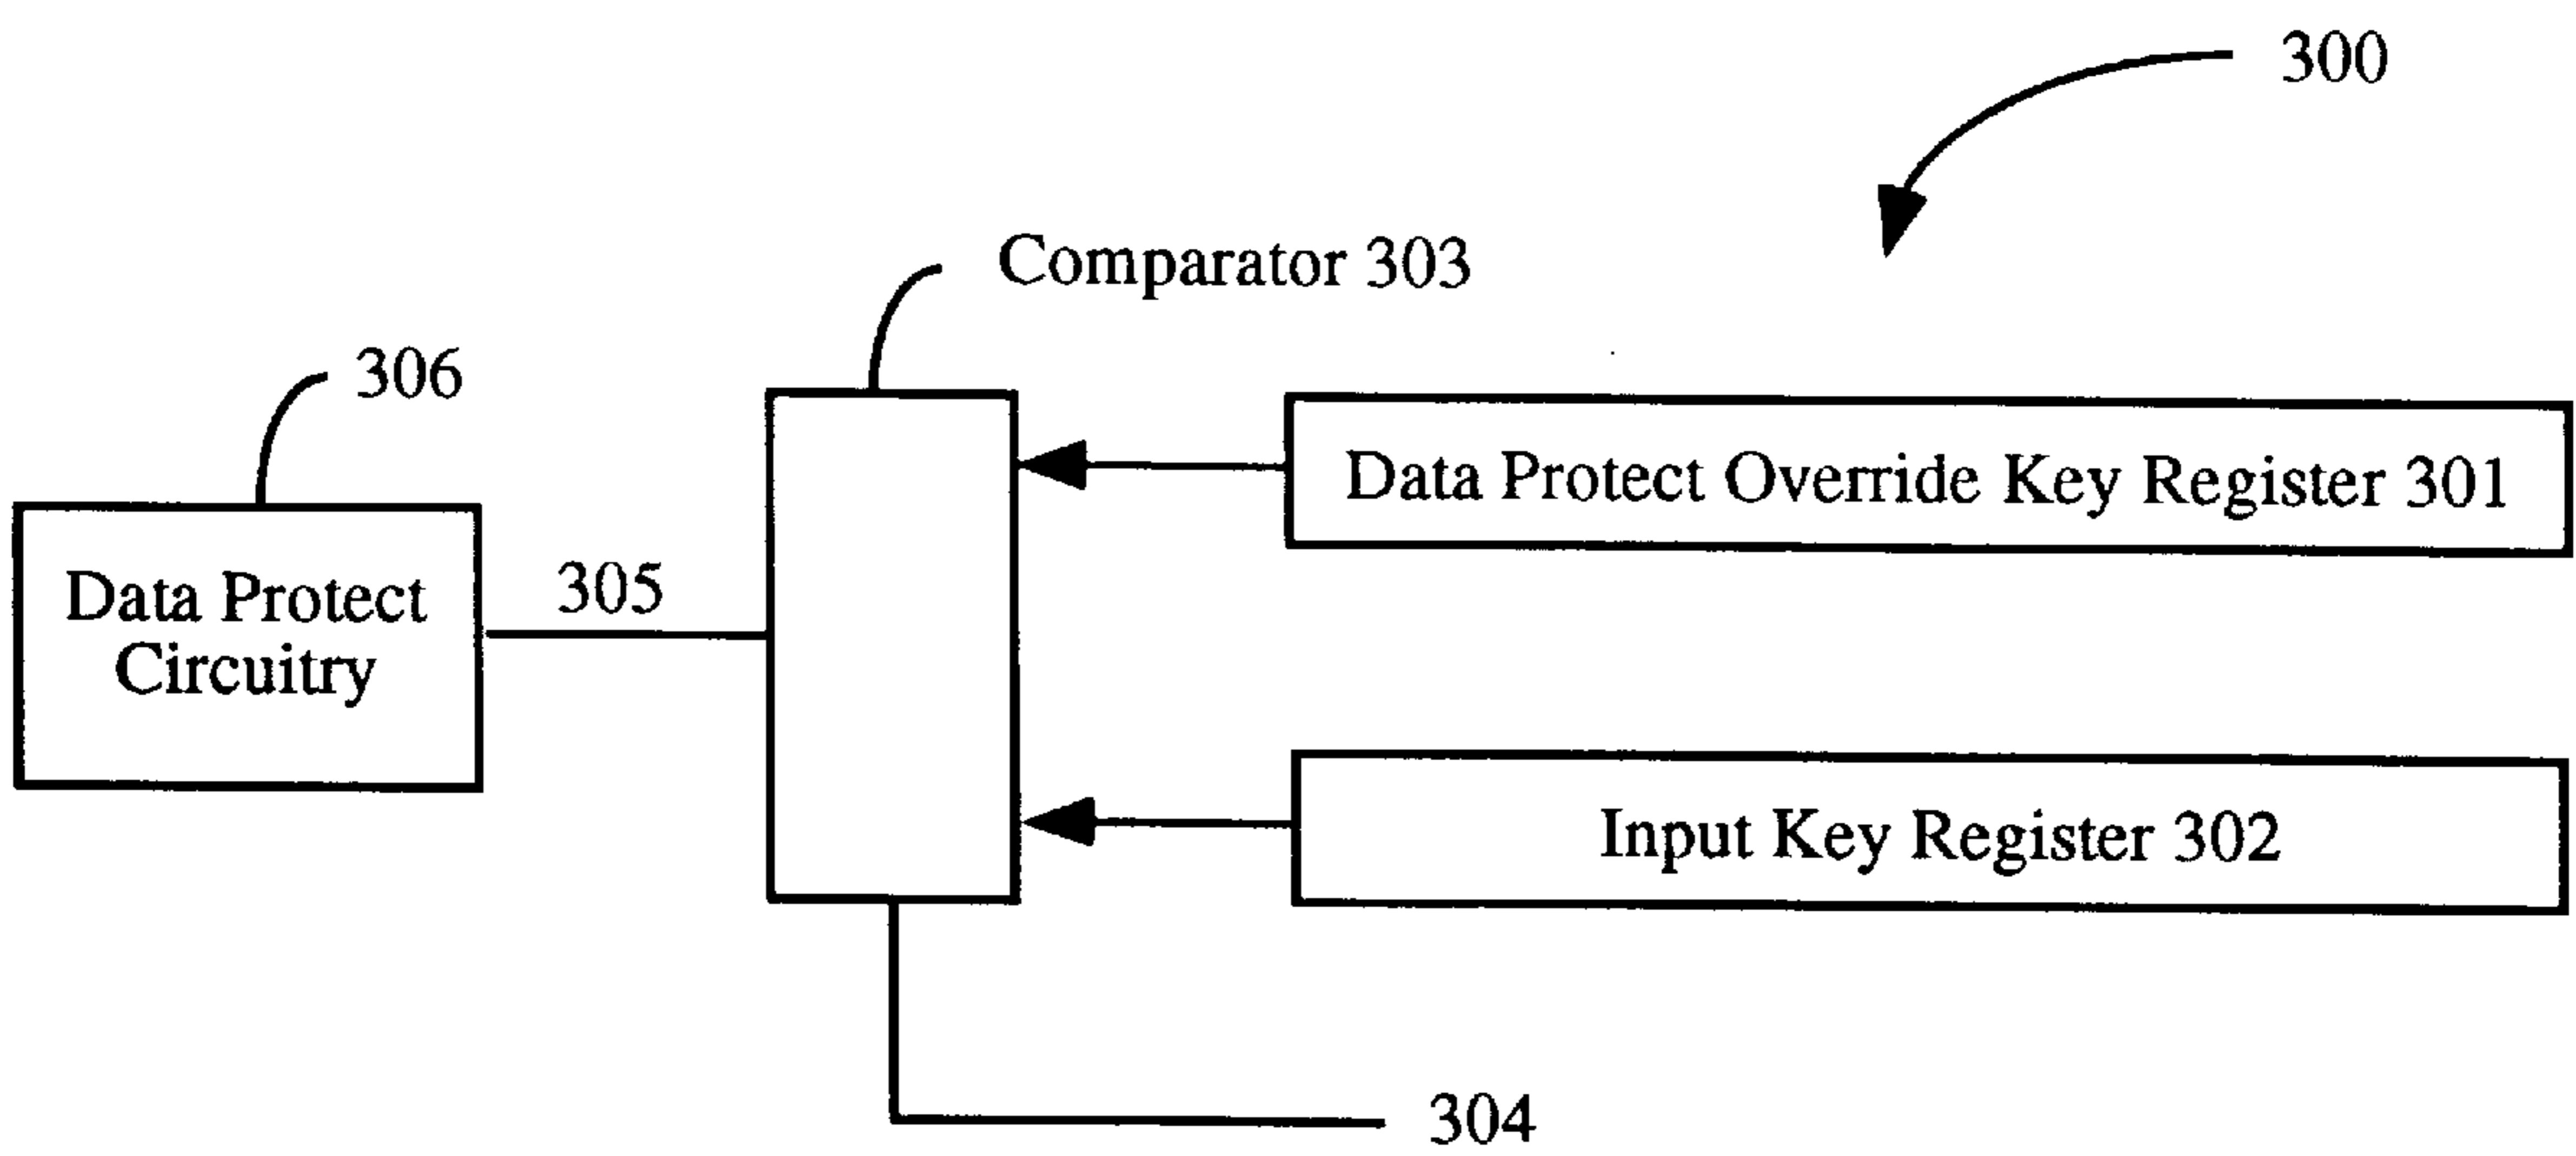 300
Comparator 303
306
Data Protect Override Key Register 301
305
Data Protect
Circuitry
Input Key Register 302
304